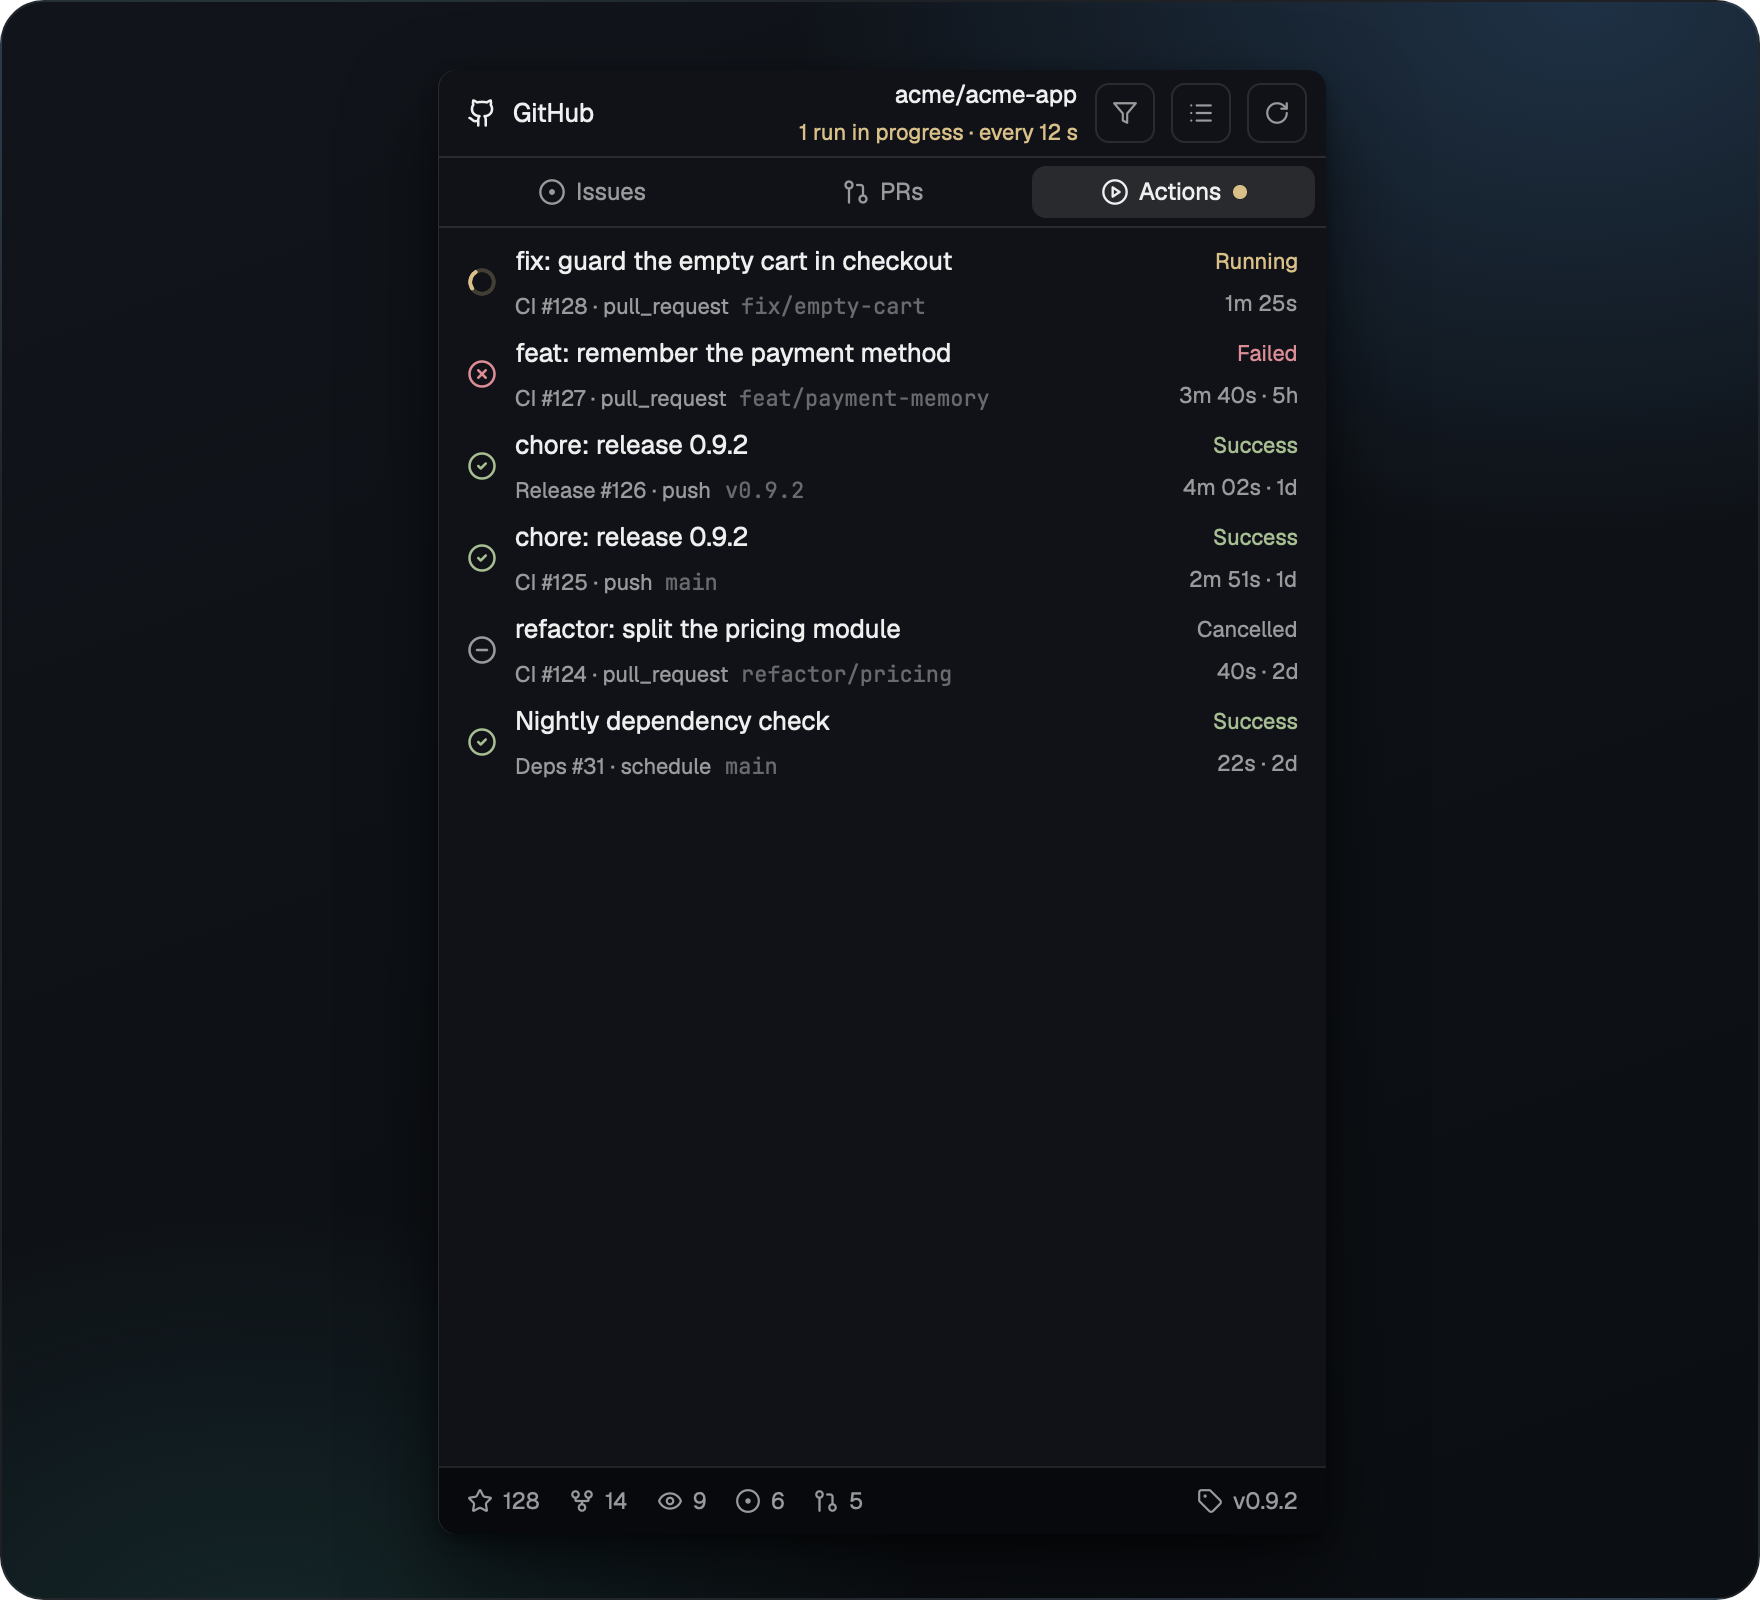 GitHub
acme/acme-app
1 run in progress · every 12 s
Issues
PRs
Actions
fix: guard the empty cart in checkout
Running
CI #128 · pull_request fix/empty-cart
1m 25s
feat: remember the payment method
Failed
CI #127 · pull_request feat/payment-memory
3m 40s · 5h
chore: release 0.9.2
Success
Release #126 · push v0.9.2
4m 02s · 1d
chore: release 0.9.2
Success
CI #125 · push main
2m 51s · 1d
refactor: split the pricing module
Cancelled
CI #124 · pull_request refactor/pricing
40s · 2d
Nightly dependency check
Success
Deps #31 · schedule main
22s · 2d
128
14
9
6
5
v0.9.2